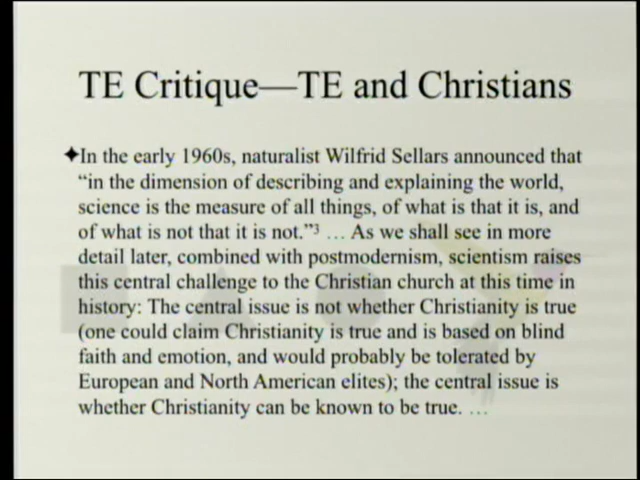 TE Critique—TE and Christians
✦In the early 1960s, naturalist Wilfrid Sellars announced that
“in the dimension of describing and explaining the world,
science is the measure of all things, of what is that it is, and
of what is not that it is not.”³ … As we shall see in more
detail later, combined with postmodernism, scientism raises
this central challenge to the Christian church at this time in
history: The central issue is not whether Christianity is true
(one could claim Christianity is true and is based on blind
faith and emotion, and would probably be tolerated by
European and North American elites); the central issue is
whether Christianity can be known to be true. …